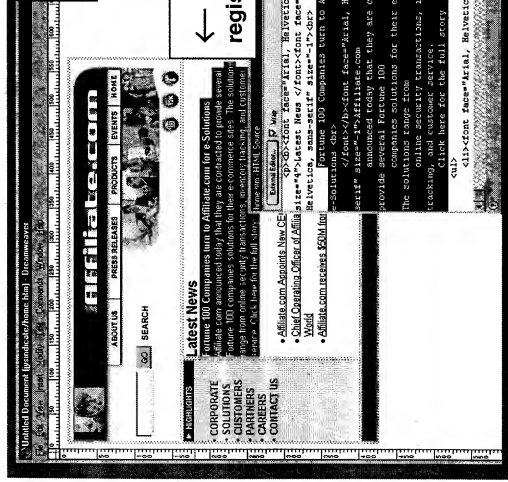 Untitled Document - Dreamweaver
Commands Window Help
affiliate.com
ABOUT US PRESS RELEASES PRODUCTS EVENTS HOME
GO SEARCH
HIGHLIGHTS
CORPORATE
SOLUTIONS
CUSTOMERS
PARTNERS
CAREERS
CONTACT US
Latest News
Fortune 100 Companies turn to Affiliate.com for e-Solutions
Affiliate.com announced today that they are contracted to provide several
Fortune 100 companies solutions for their e-commerce sites. The solution
range from online security transactions, inventory tracking, and customer
service. Click here for the full story
• Affiliate.com Appoints New CE
• Chief Operating Officer of Affilia
World
• Affiliate.com receives $50M from
←
regis
HTML Source
External Editor... Wrap
<p><b><font face="Arial, Helvetic
size="4">Latest News </font><font face=
Helvetica, sans-serif" size="-1"><br>
Fortune 100 Companies turn to A
-Solutions <br>
</font></b><font face="Arial, H
serif" size="-1">Affiliate.com
announced today that they are c
provide several Fortune 100
companies solutions for their e
The solutions range from
online security transactions, i
tracking, and customer service.
Click here for the full story
<ul>
<li><font face="Arial, Helvetic